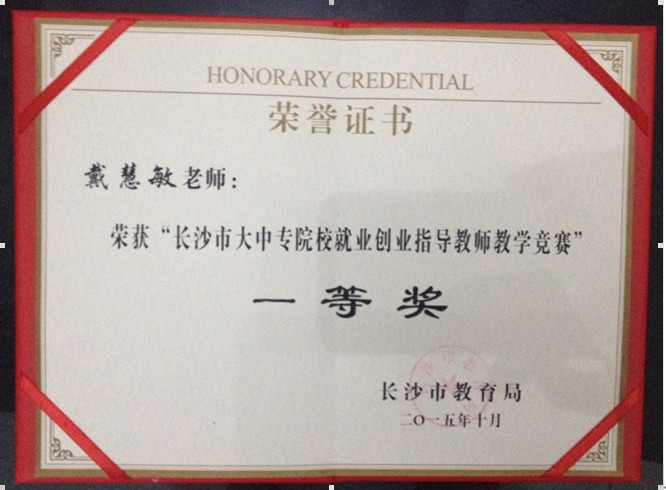 HONORARY CREDENTIAL
荣誉证书
戴慧敏老师：
荣获“长沙市大中专院校就业创业指导教师教学竞赛”
一等奖
长沙市教育局
二〇一五年十月